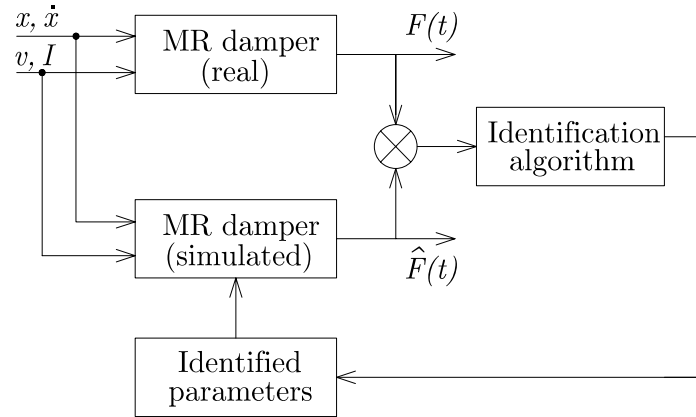 x, ẋ
v, I
MR damper
(real)
F(t)
Identification
algorithm
MR damper
(simulated)
F̂(t)
Identified
parameters